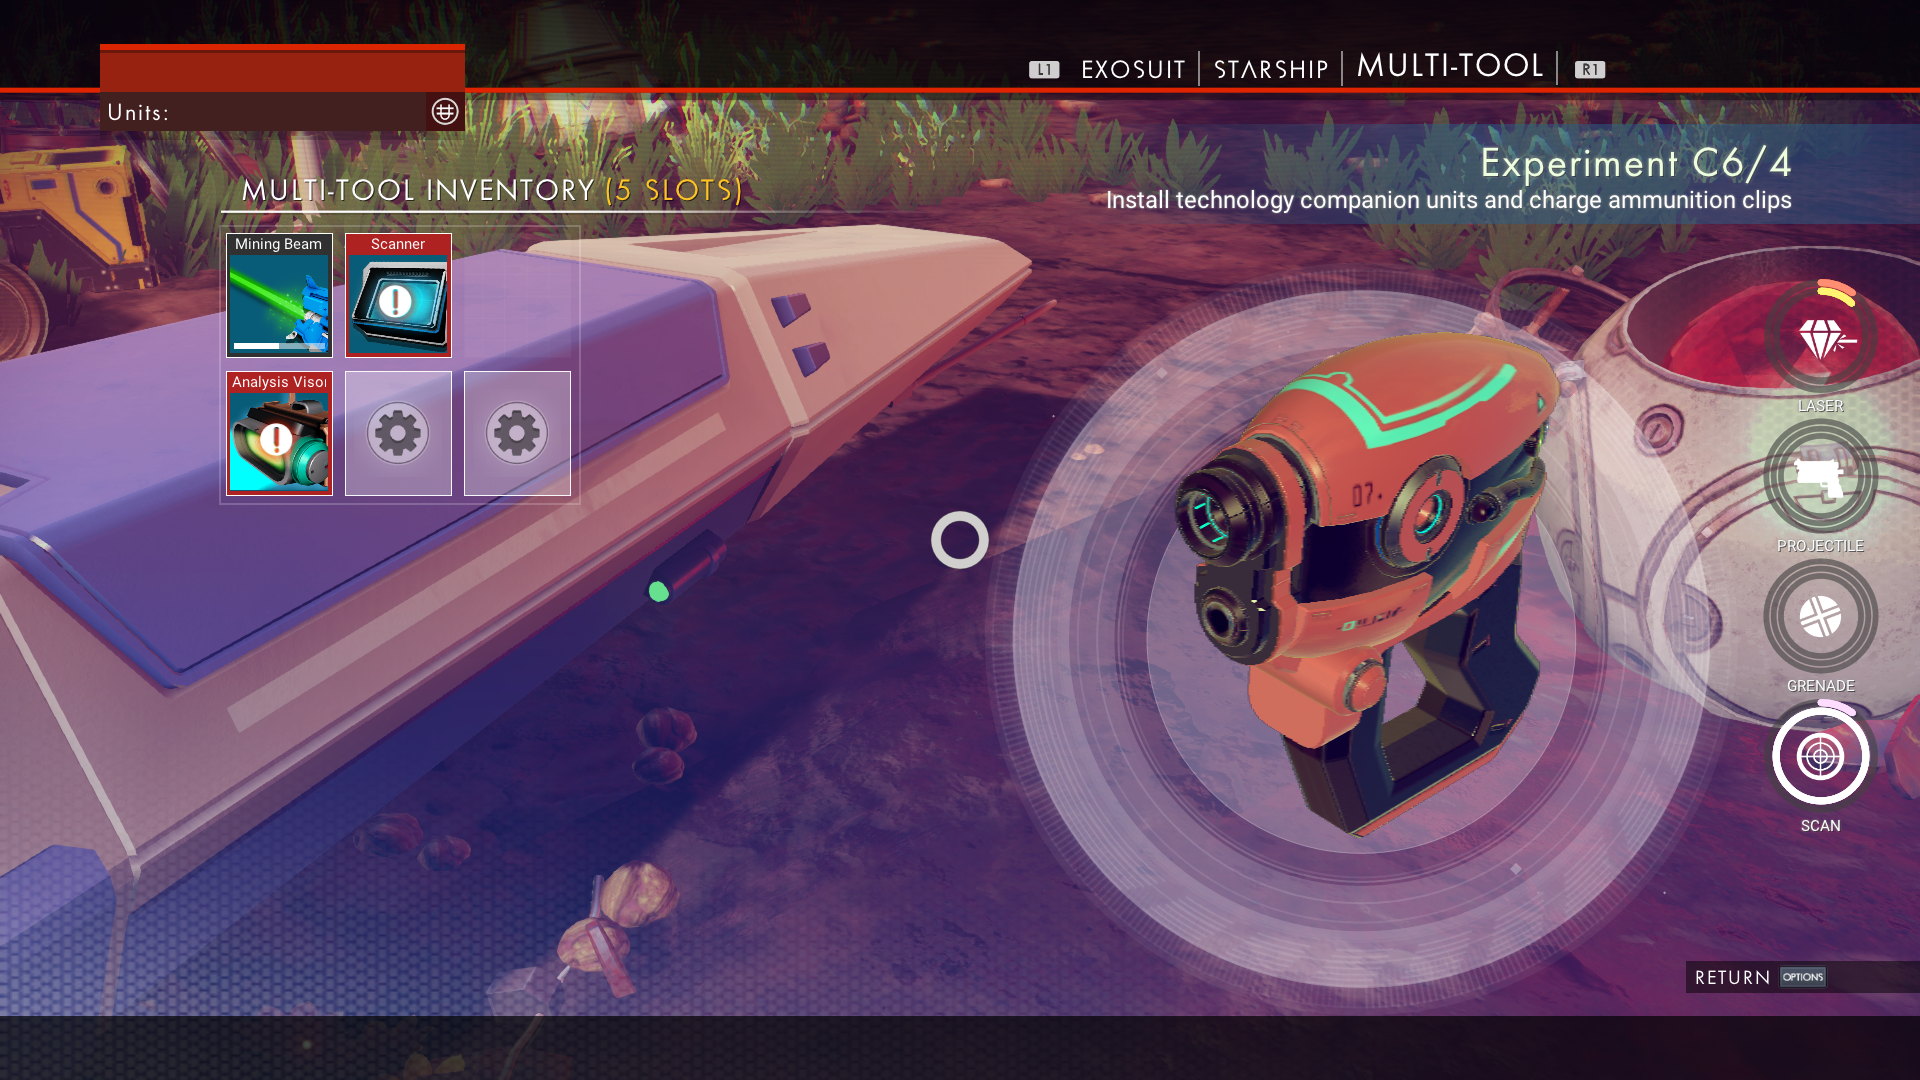 L1 EXOSUIT STARSHIP MULTI-TOOL R1
Units:
Experiment C6/4
Install technology companion units and charge ammunition clips
MULTI-TOOL INVENTORY (5 SLOTS)
Mining Beam
Scanner
Analysis Visor
07.
LASER
PROJECTILE
GRENADE
SCAN
RETURN OPTIONS